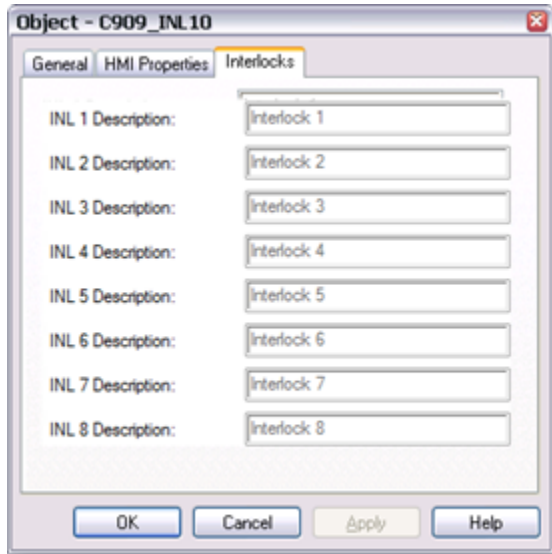 Object - C909_INL10
General HMI Properties Interlocks
INL 1 Description: Interlock 1
INL 2 Description: Interlock 2
INL 3 Description: Interlock 3
INL 4 Description: Interlock 4
INL 5 Description: Interlock 5
INL 6 Description: Interlock 6
INL 7 Description: Interlock 7
INL 8 Description: Interlock 8
OK Cancel Apply Help